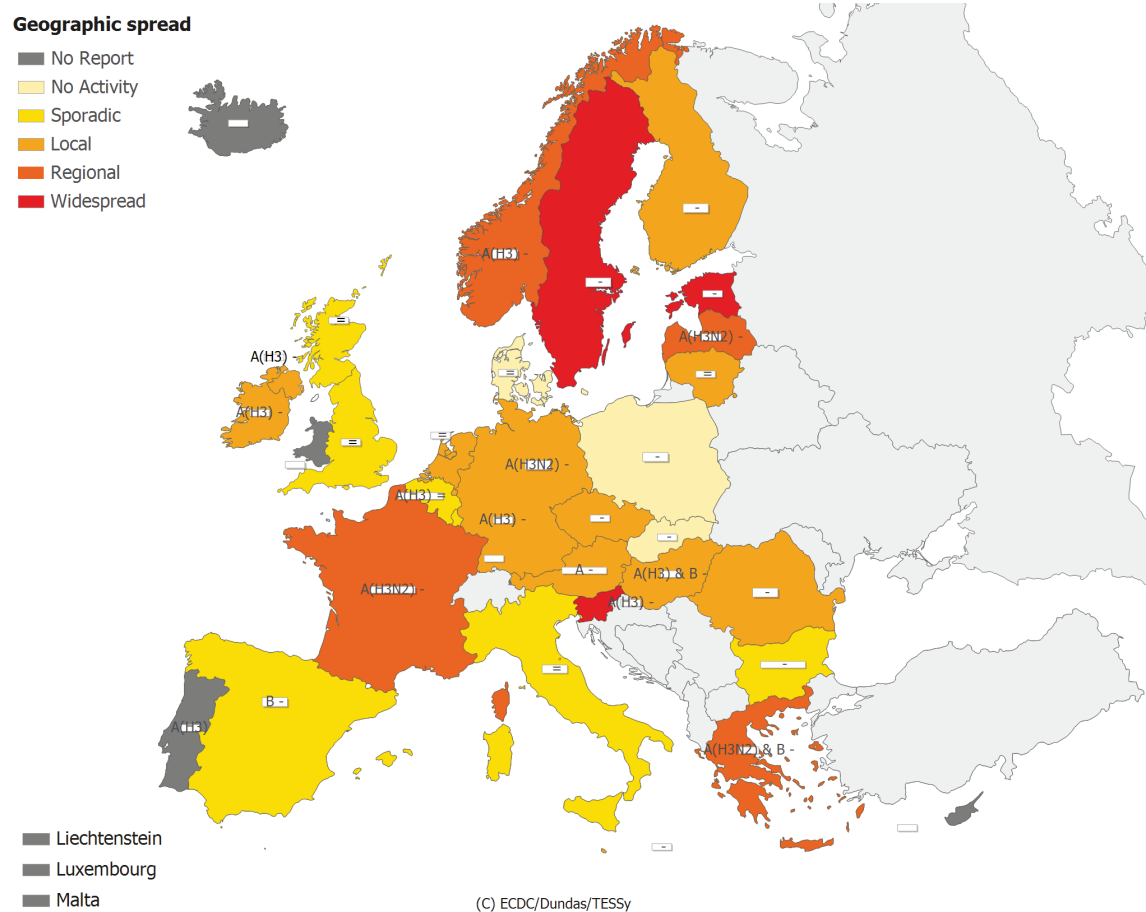 Geographic spread
No Report
No Activity
Sporadic
Local
Regional
Widespread
-
A(H3) -
-
-
=
A(H3N2) -
A(H3) -
=
=
A(H3) -
=
=
-
A(H3N2) -
A(H3) =
A(H3) -
-
-
A -
A(H3) & B -
A(H3N2) -
-
A(H3) -
=
-
B -
A(H3)
A(H3N2) & B -
-
Liechtenstein
Luxembourg
Malta
(C) ECDC/Dundas/TESSy